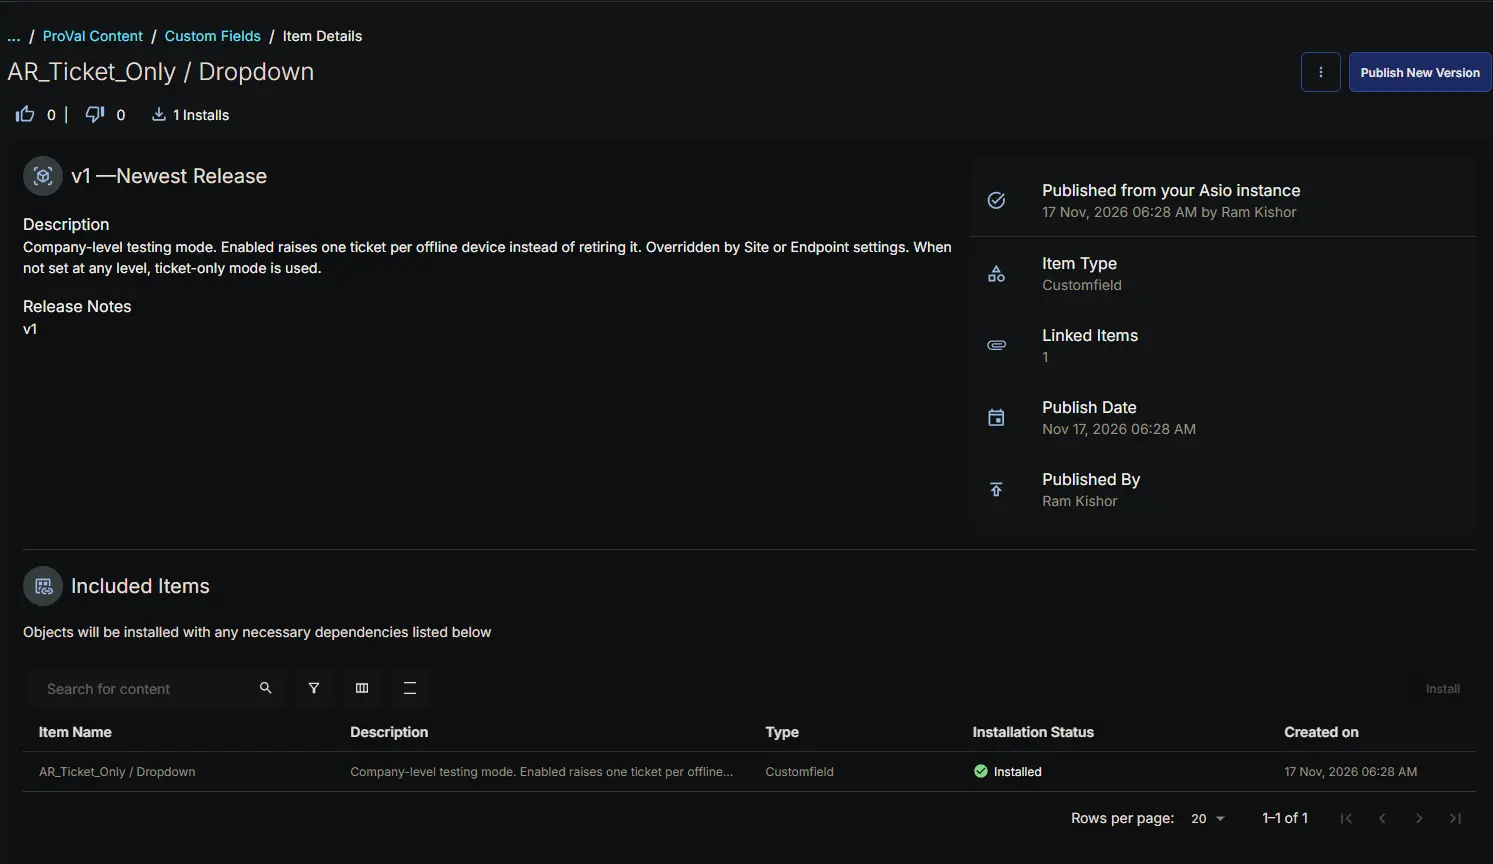 ... / ProVal Content / Custom Fields / Item Details
AR_Ticket_Only / Dropdown
Publish New Version
0 | 0 1 Installs
v1 —Newest Release
Description
Company-level testing mode. Enabled raises one ticket per offline device instead of retiring it. Overridden by Site or Endpoint settings. When
not set at any level, ticket-only mode is used.
Release Notes
v1
Published from your Asio instance
17 Nov, 2026 06:28 AM by Ram Kishor
Item Type
Customfield
Linked Items
1
Publish Date
Nov 17, 2026 06:28 AM
Published By
Ram Kishor
Included Items
Objects will be installed with any necessary dependencies listed below
Search for content
Install
Item Name Description Type Installation Status Created on
AR_Ticket_Only / Dropdown Company-level testing mode. Enabled raises one ticket per offline... Customfield Installed 17 Nov, 2026 06:28 AM
Rows per page: 20 1–1 of 1